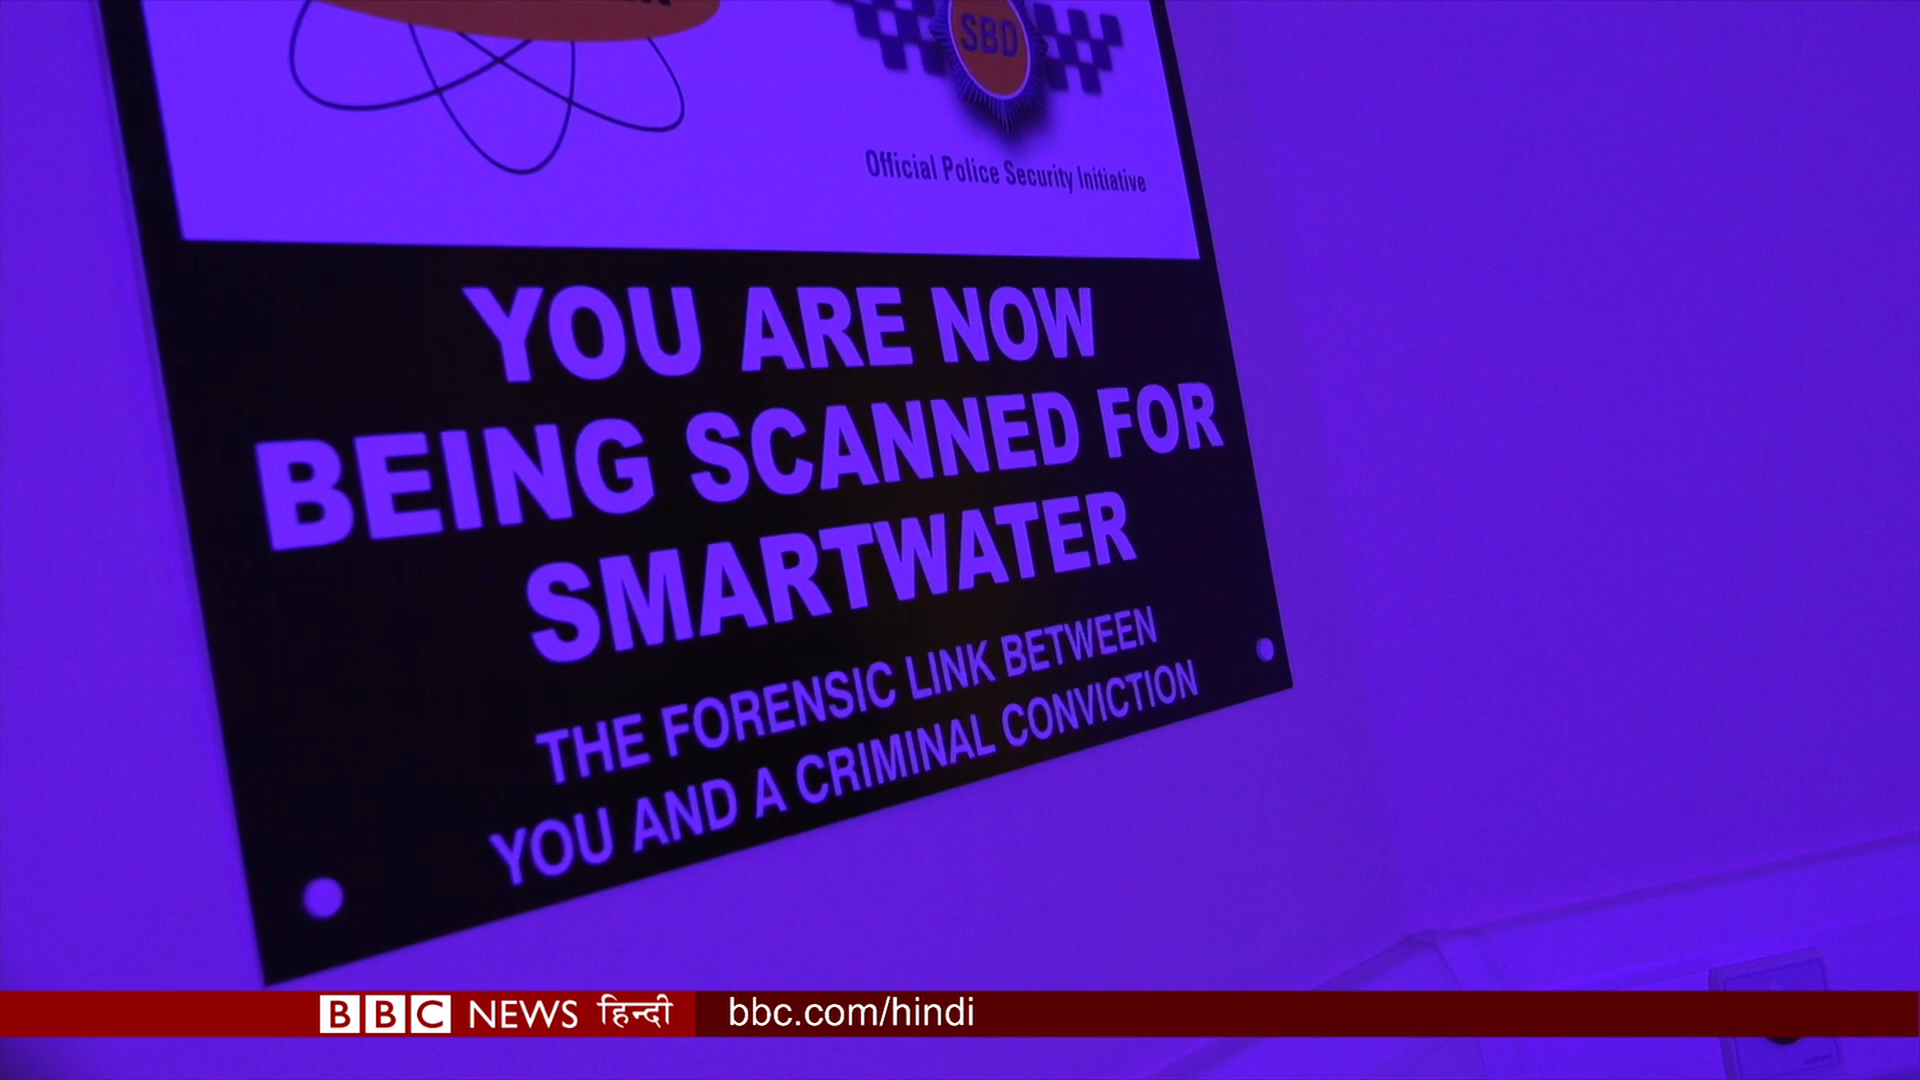 SBD
Official Police Security Initiative
YOU ARE NOW
BEING SCANNED FOR
SMARTWATER
THE FORENSIC LINK BETWEEN
YOU AND A CRIMINAL CONVICTION
BBC NEWS हिन्दी bbc.com/hindi